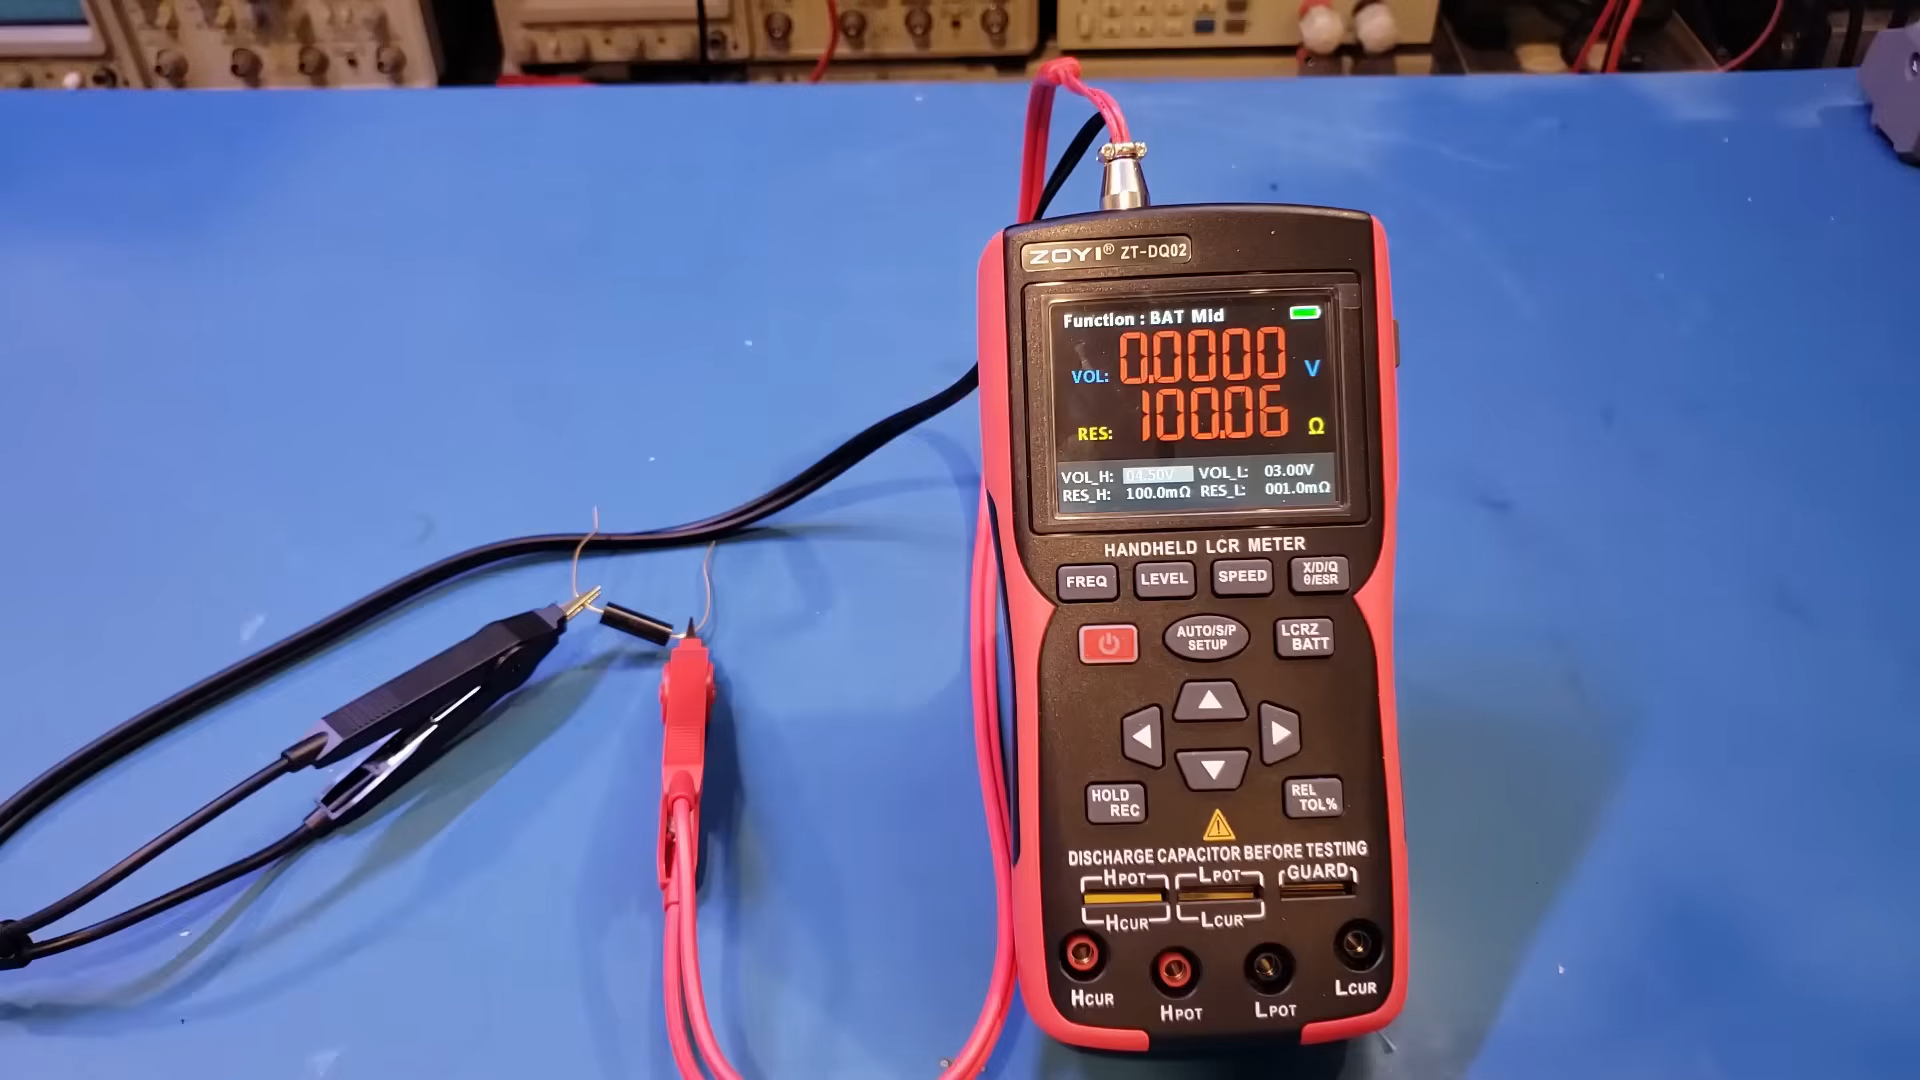 ZOYI® ZT-DQ02
Function : BAT Mid
VOL: 0.0000 V
RES: 100.06 Ω
VOL_H: 04.50V VOL_L: 03.00V
RES_H: 100.0mΩ RES_L: 001.0mΩ
HANDHELD LCR METER
FREQ LEVEL SPEED X/D/Q
θ/ESR
AUTO/S/P
SETUP
LCRZ
BATT
HOLD
REC
REL
TOL%
DISCHARGE CAPACITOR BEFORE TESTING
HPOT LPOT GUARD
HCUR LCUR
HCUR HPOT LPOT LCUR